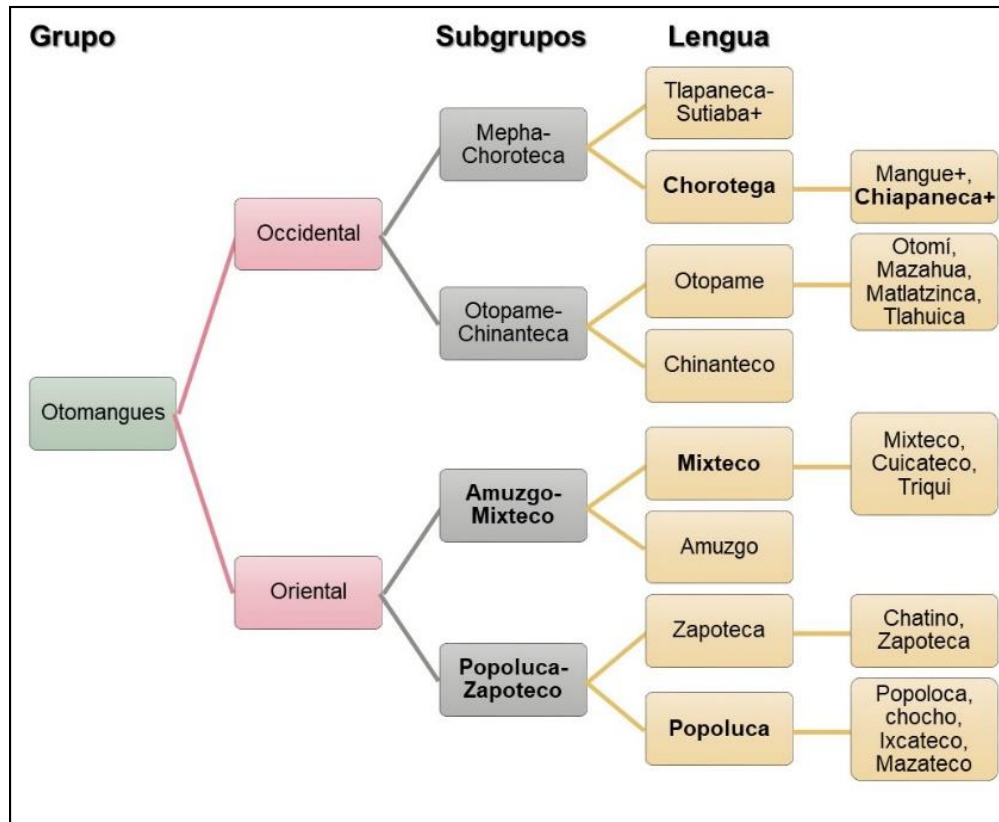 Grupo
Subgrupos
Lengua
Otomangues
Occidental
Mepha-
Choroteca
Tlapaneca-
Sutiaba+
Chorotega
Mangue+,
Chiapaneca+
Otopame-
Chinanteca
Otopame
Otomí,
Mazahua,
Matlatzinca,
Tlahuica
Chinanteco
Oriental
Amuzgo-
Mixteco
Mixteco
Mixteco,
Cuicateco,
Triqui
Amuzgo
Popoluca-
Zapoteco
Zapoteca
Chatino,
Zapoteca
Popoluca
Popoloca,
chocho,
Ixcateco,
Mazateco